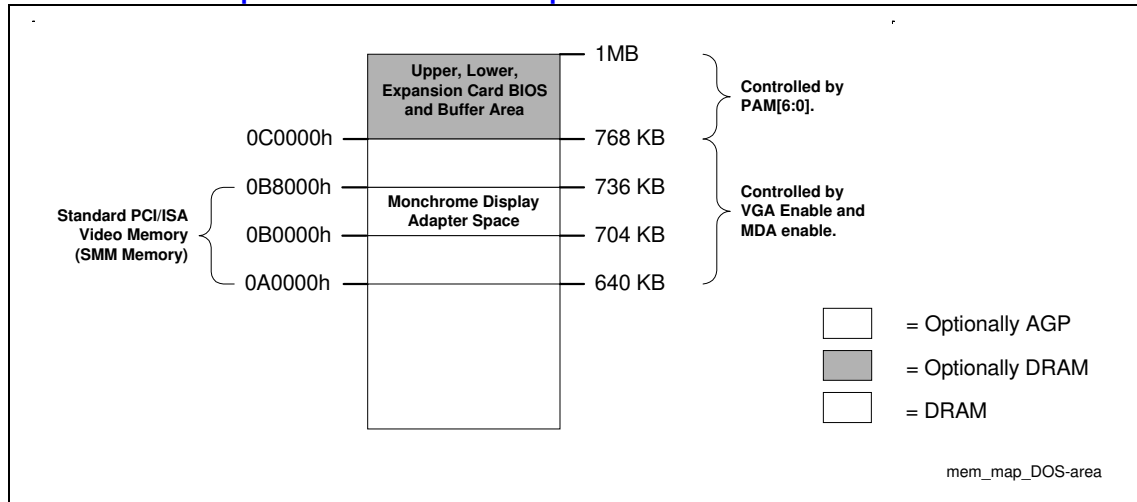 1MB
Upper, Lower,
Expansion Card BIOS
and Buffer Area
Controlled by
PAM[6:0].
0C0000h
768 KB
0B8000h
736 KB
Monochrome Display
Adapter Space
Controlled by
VGA Enable and
MDA enable.
Standard PCI/ISA
Video Memory
(SMM Memory)
0B0000h
704 KB
0A0000h
640 KB
= Optionally AGP
= Optionally DRAM
= DRAM
mem_map_DOS-area